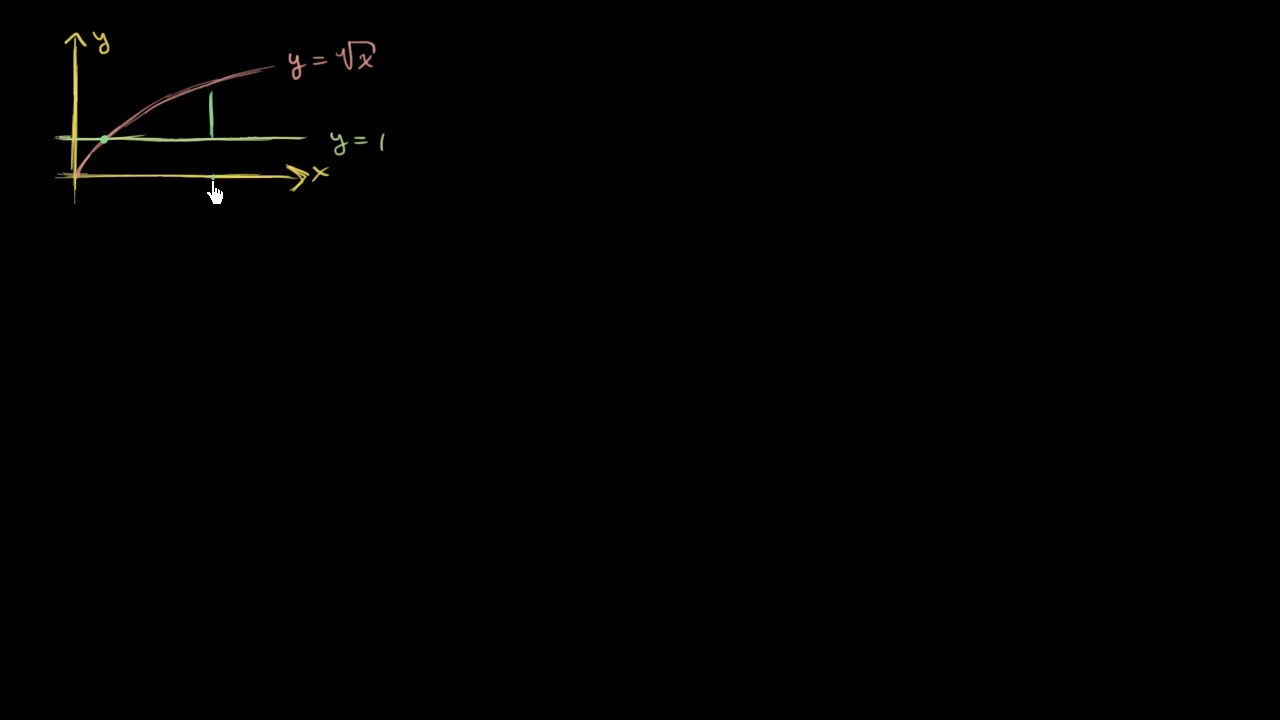 y
y = √x
y = 1
x